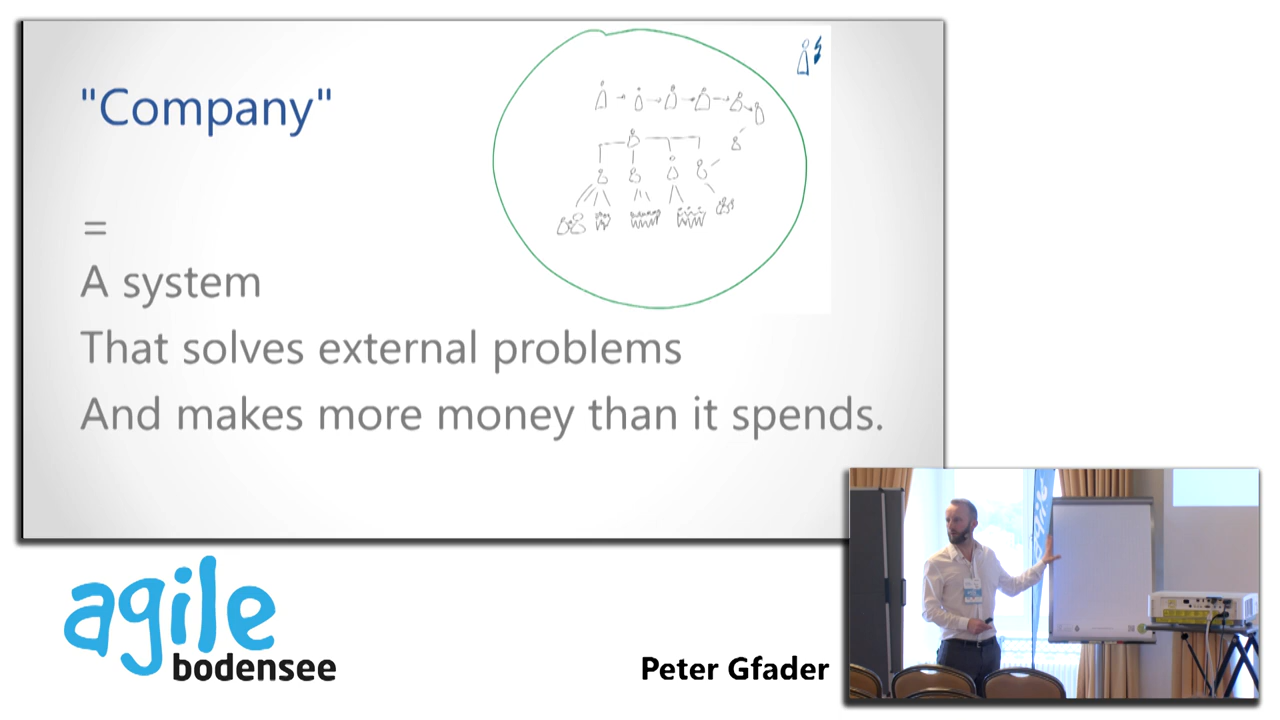 "Company"
=
A system
That solves external problems
And makes more money than it spends.
agile
bodensee
Peter Gfader